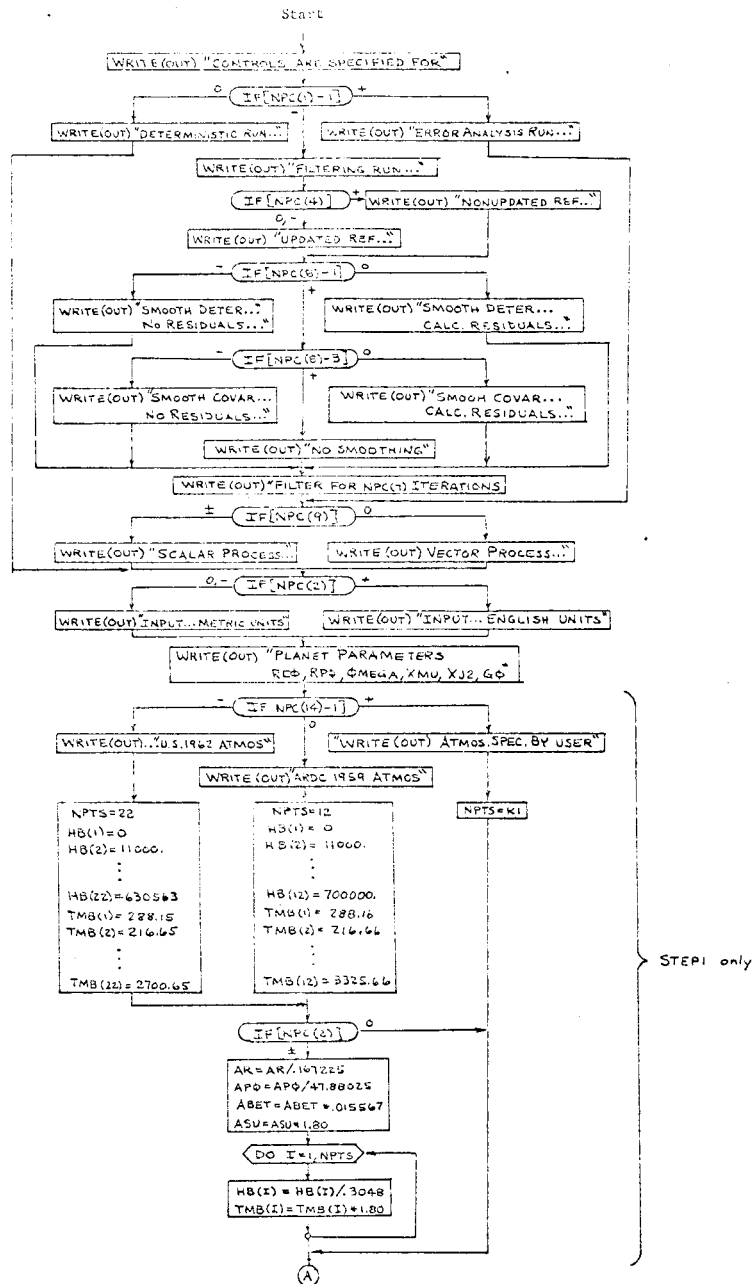 Start
WRITE(OUT) "CONTROLS ARE SPECIFIED FOR"
0 IF[NPC(1)-1] +
-
WRITE(OUT) "DETERMINISTIC RUN..."
WRITE(OUT) "ERROR ANALYSIS RUN..."
WRITE(OUT) "FILTERING RUN..."
IF[NPC(4)] + WRITE(OUT) "NONUPDATED REF..."
0,-
WRITE(OUT) "UPDATED REF..."
- IF[NPC(8)-1] 0
+
WRITE(OUT) "SMOOTH DETER...
NO RESIDUALS..."
WRITE(OUT) "SMOOTH DETER...
CALC. RESIDUALS..."
- IF[NPC(8)-3] 0
+
WRITE(OUT) "SMOOTH COVAR...
NO RESIDUALS..."
WRITE(OUT) "SMOOH COVAR...
CALC. RESIDUALS..."
WRITE(OUT) "NO SMOOTHING"
WRITE(OUT) "FILTER FOR NPC(7) ITERATIONS
± IF[NPC(9)] 0
WRITE(OUT) "SCALAR PROCESS..."
WRITE(OUT) VECTOR PROCESS..."
0,- IF[NPC(2)] +
WRITE(OUT) "INPUT... METRIC UNITS"
WRITE(OUT) "INPUT... ENGLISH UNITS"
WRITE(OUT) "PLANET PARAMETERS
REΦ, RPΦ, ΦMEGA, XMU, XJ2, GΦ"
- IF NPC(14)-1] +
0
WRITE(OUT)..."U.S.1962 ATMOS"
"WRITE(OUT) ATMOS. SPEC. BY USER"
WRITE(OUT) "ARDC 1959 ATMOS"
NPTS=22
HB(1)=0
HB(2)=11000.
.
.
.
HB(22)=630563
TMB(1)=288.15
TMB(2)=216.65
.
.
.
TMB(22)=2700.65
NPTS=12
HB(1)=0
HB(2)=11000.
.
.
.
HB(12)=700000.
TMB(1)=288.16
TMB(2)=216.66
.
.
.
TMB(12)=3325.66
NPTS=K1
STEP1 only
IF[NPC(2)] 0
±
AR=AR/.167225
APΦ=APΦ/47.88025
ABET=ABET*.015567
ASU=ASU*1.80
DO I=1,NPTS
HB(I)=HB(I)/.3048
TMB(I)=TMB(I)*1.80
A